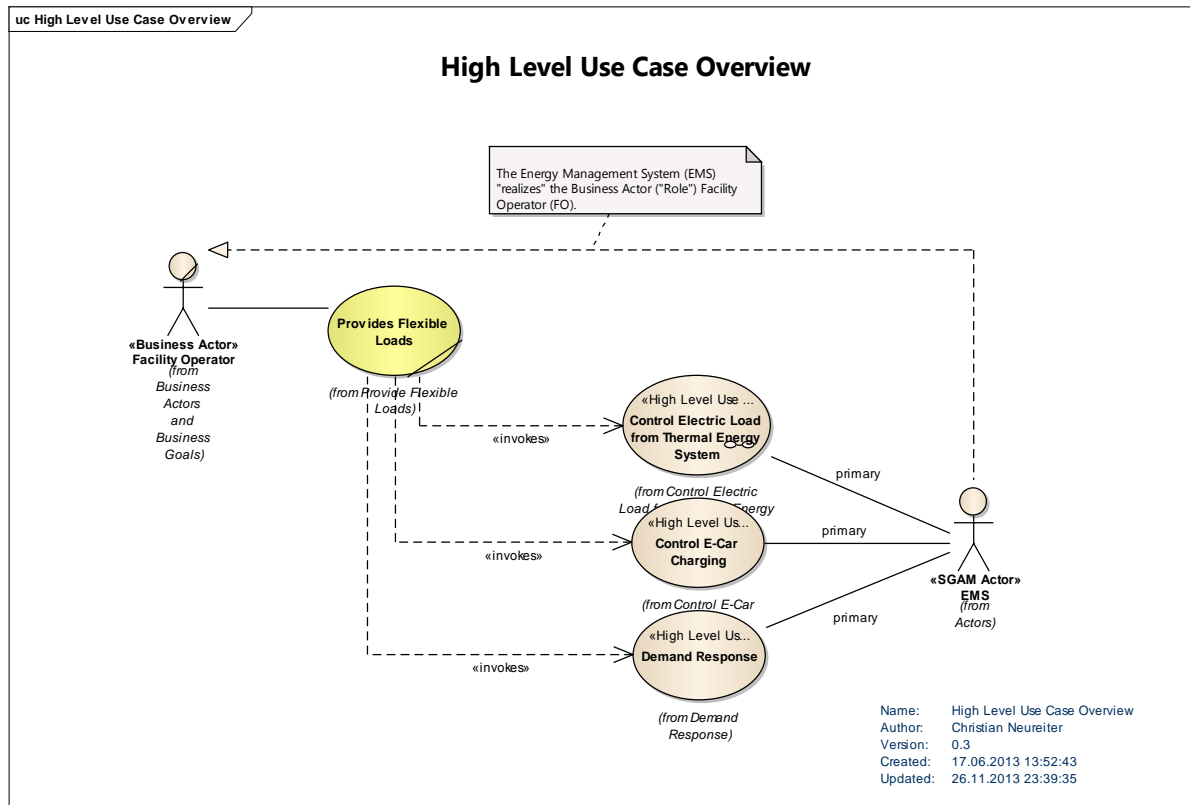 uc High Level Use Case Overview
High Level Use Case Overview
The Energy Management System (EMS)
"realizes" the Business Actor ("Role") Facility
Operator (FO).
«Business Actor»
Facility Operator
(from
Business
Actors
and
Business
Goals)
Provides Flexible
Loads
(from Provide Flexible
Loads)
«invokes»
«High Level Use ...
Control Electric Load
from Thermal Energy
System
(from Control Electric
Load Energy
primary
«invokes»
«High Level Us...
Control E-Car
Charging
(from Control E-Car
primary
«SGAM Actor»
EMS
(from
Actors)
«invokes»
«High Level Us...
Demand Response
(from Demand
Response)
primary
Name: High Level Use Case Overview
Author: Christian Neureiter
Version: 0.3
Created: 17.06.2013 13:52:43
Updated: 26.11.2013 23:39:35